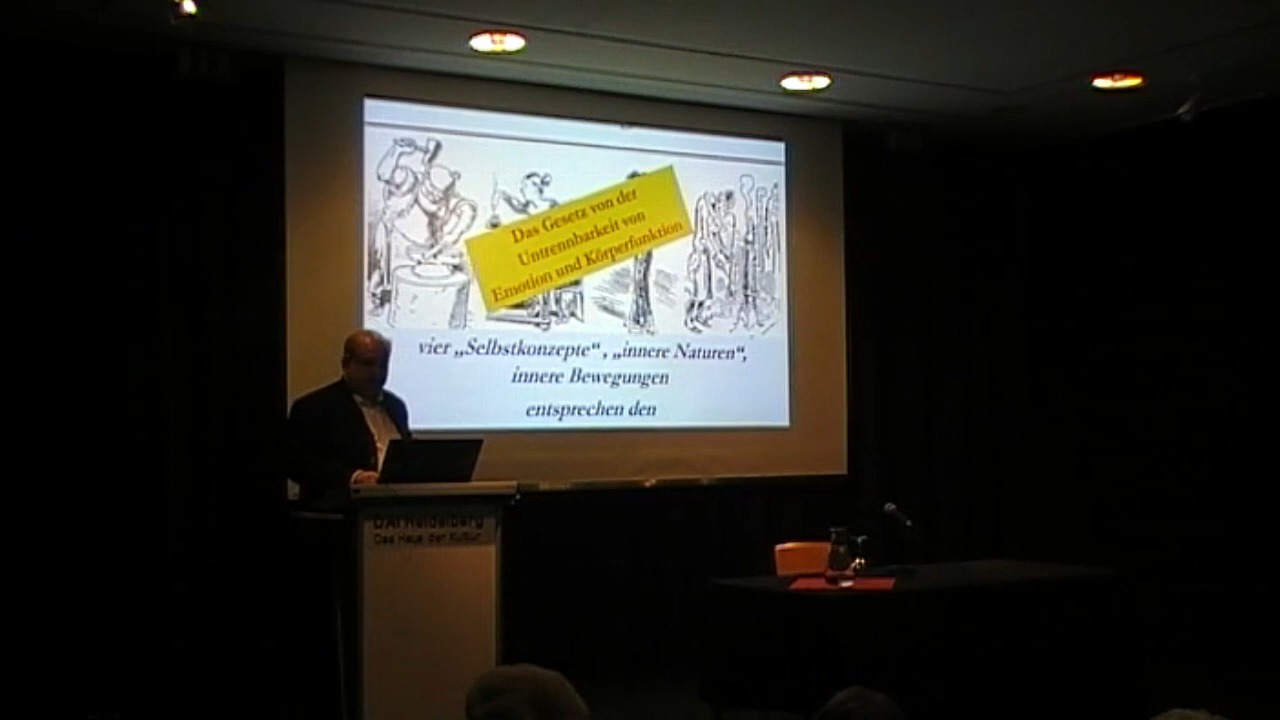 Das Gesetz von der
Untrennbarkeit von
Emotion und Körperfunktion
vier „Selbstkonzepte“ , „innere Naturen“,
innere Bewegungen
entsprechen den
DAI Heidelberg
Das Haus der Kultur